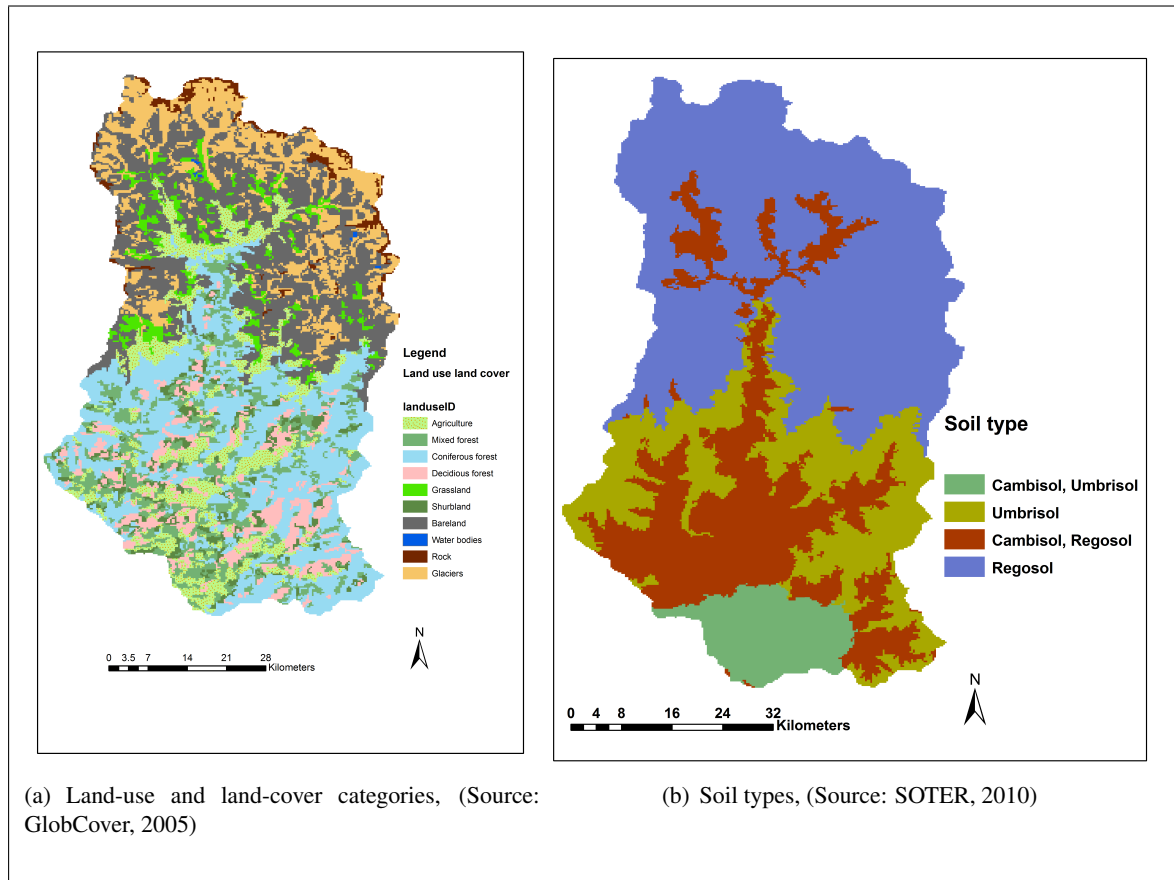 Legend
Land use land cover
landuseID
Agriculture
Mixed forest
Coniferous forest
Decidious forest
Grassland
Shurbland
Bareland
Water bodies
Rock
Glaciers
N
0 3.5 7 14 21 28
Kilometers
Soil type
Cambisol, Umbrisol
Umbrisol
Cambisol, Regosol
Regosol
N
0 4 8 16 24 32
Kilometers
(a) Land-use and land-cover categories, (Source:
GlobCover, 2005)
(b) Soil types, (Source: SOTER, 2010)